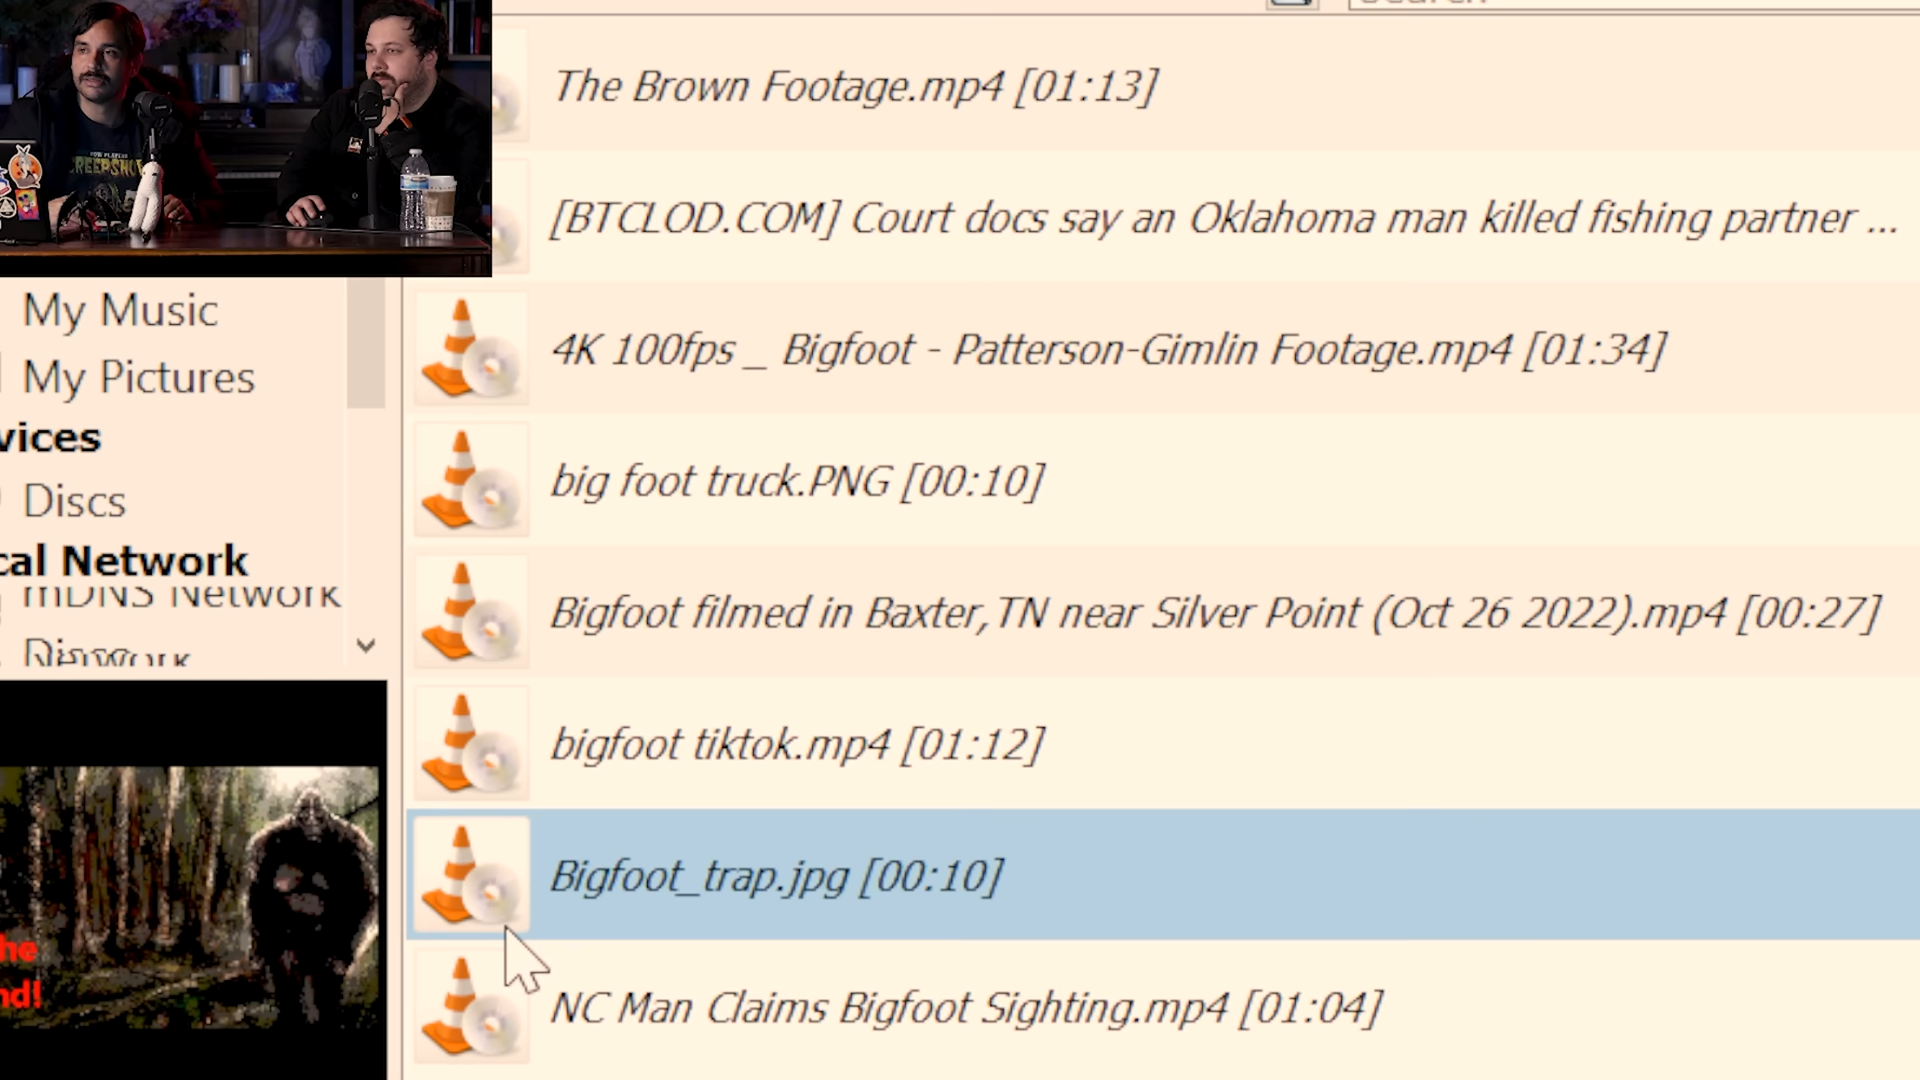 The Brown Footage.mp4 [01:13]
[BTCLOD.COM] Court docs say an Oklahoma man killed fishing partner ...
4K 100fps _ Bigfoot - Patterson-Gimlin Footage.mp4 [01:34]
big foot truck.PNG [00:10]
Bigfoot filmed in Baxter,TN near Silver Point (Oct 26 2022).mp4 [00:27]
bigfoot tiktok.mp4 [01:12]
Bigfoot_trap.jpg [00:10]
NC Man Claims Bigfoot Sighting.mp4 [01:04]
My Music
My Pictures
vices
Discs
cal Network
mDNS Network
he
nd!